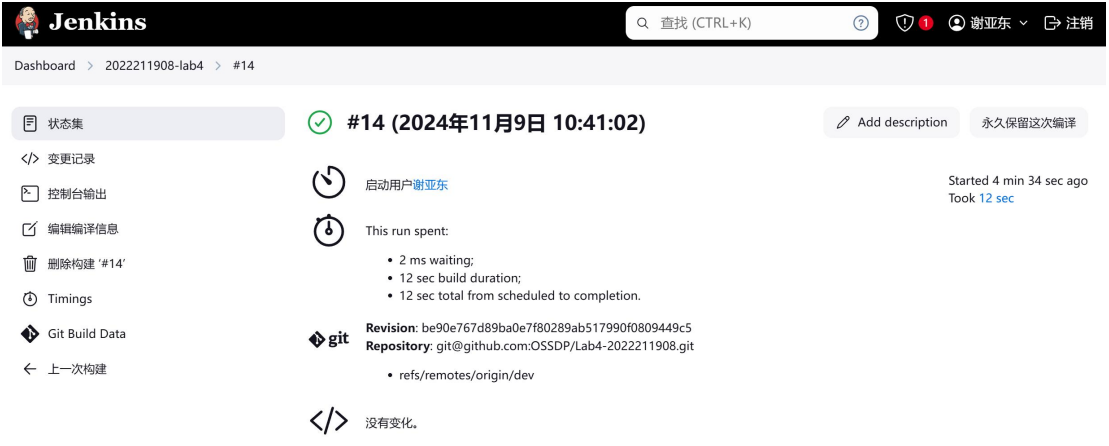 Jenkins
查找 (CTRL+K)
1
谢亚东
注销
Dashboard > 2022211908-lab4 > #14
状态集
变更记录
控制台输出
编辑编译信息
删除构建 ‘#14’
Timings
Git Build Data
上一次构建
#14 (2024年11月9日 10:41:02)
Add description
永久保留这次编译
启动用户谢亚东
Started 4 min 34 sec ago
Took 12 sec
This run spent:
• 2 ms waiting;
• 12 sec build duration;
• 12 sec total from scheduled to completion.
git
Revision: be90e767d89ba0e7f80289ab517990f0809449c5
Repository: git@github.com:OSSDP/Lab4-2022211908.git
• refs/remotes/origin/dev
没有变化。